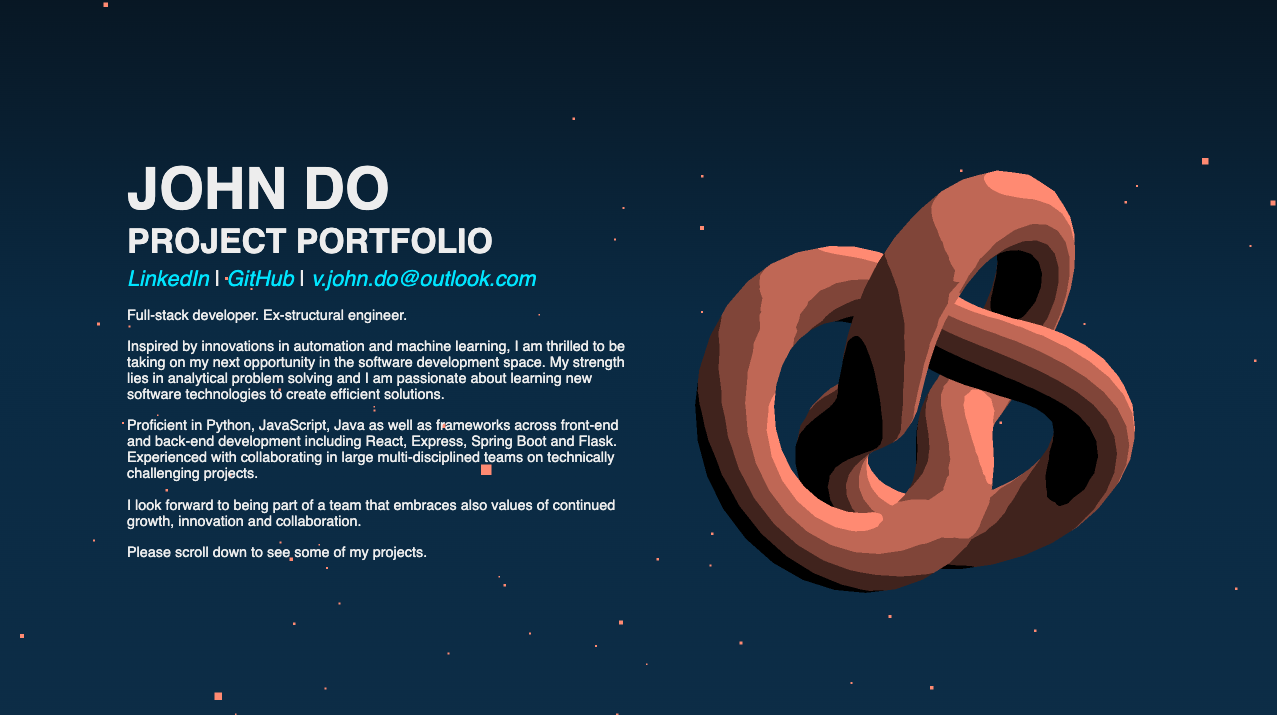 JOHN DO
PROJECT PORTFOLIO
LinkedIn | GitHub | v.john.do@outlook.com
Full-stack developer. Ex-structural engineer.
Inspired by innovations in automation and machine learning, I am thrilled to be
taking on my next opportunity in the software development space. My strength
lies in analytical problem solving and I am passionate about learning new
software technologies to create efficient solutions.
Proficient in Python, JavaScript, Java as well as frameworks across front-end
and back-end development including React, Express, Spring Boot and Flask.
Experienced with collaborating in large multi-disciplined teams on technically
challenging projects.
I look forward to being part of a team that embraces also values of continued
growth, innovation and collaboration.
Please scroll down to see some of my projects.